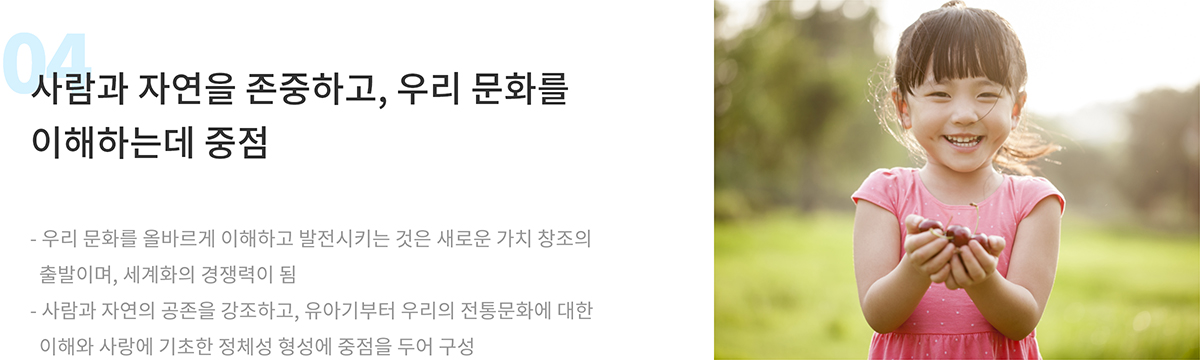 04
사람과 자연을 존중하고, 우리 문화를
이해하는데 중점
- 우리 문화를 올바르게 이해하고 발전시키는 것은 새로운 가치 창조의
출발이며, 세계화의 경쟁력이 됨
- 사람과 자연의 공존을 강조하고, 유아기부터 우리의 전통문화에 대한
이해와 사랑에 기초한 정체성 형성에 중점을 두어 구성